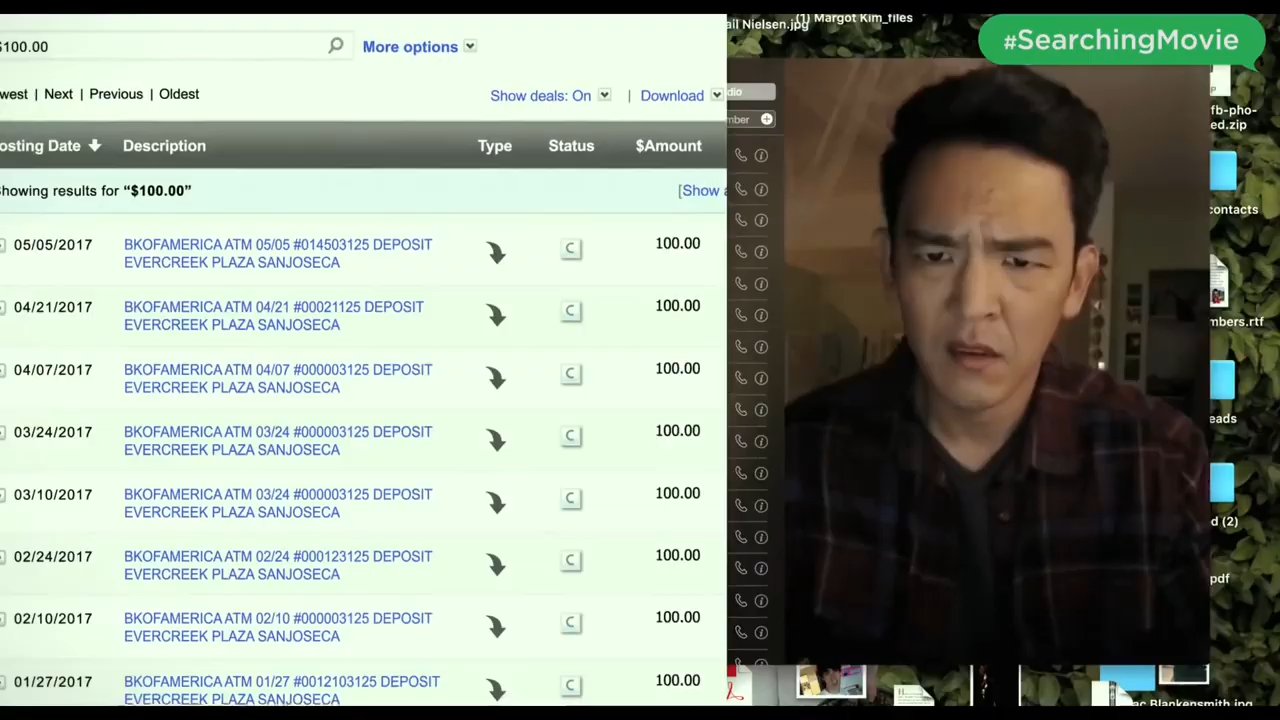 ail Nielsen.jpg
(1) Margot Kim_files
#SearchingMovie
$100.00
More options
west | Next | Previous | Oldest
Show deals: On | Download
dio
mber
fb-pho-
ed.zip
osting Date Description Type Status $Amount
howing results for “$100.00” [Show a
contacts
05/05/2017 BKOFAMERICA ATM 05/05 #014503125 DEPOSIT C 100.00
EVERCREEK PLAZA SANJOSECA
04/21/2017 BKOFAMERICA ATM 04/21 #00021125 DEPOSIT C 100.00
EVERCREEK PLAZA SANJOSECA
mbers.rtf
04/07/2017 BKOFAMERICA ATM 04/07 #000003125 DEPOSIT C 100.00
EVERCREEK PLAZA SANJOSECA
eads
03/24/2017 BKOFAMERICA ATM 03/24 #000003125 DEPOSIT C 100.00
EVERCREEK PLAZA SANJOSECA
03/10/2017 BKOFAMERICA ATM 03/24 #000003125 DEPOSIT C 100.00
EVERCREEK PLAZA SANJOSECA
d (2)
02/24/2017 BKOFAMERICA ATM 02/24 #000123125 DEPOSIT C 100.00
EVERCREEK PLAZA SANJOSECA
pdf
02/10/2017 BKOFAMERICA ATM 02/10 #000003125 DEPOSIT C 100.00
EVERCREEK PLAZA SANJOSECA
01/27/2017 BKOFAMERICA ATM 01/27 #0012103125 DEPOSIT C 100.00
EVERCREEK PLAZA SANJOSECA
ac Blankensmith.jpg